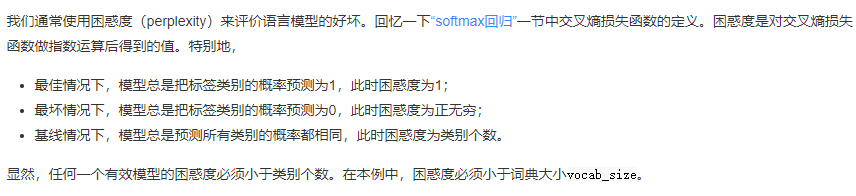 我们通常使用困惑度（perplexity）来评价语言模型的好坏。回忆一下“softmax回归”一节中交叉熵损失函数的定义。困惑度是对交叉熵损失
函数做指数运算后得到的值。特别地，
• 最佳情况下，模型总是把标签类别的概率预测为1，此时困惑度为1；
• 最坏情况下，模型总是把标签类别的概率预测为0，此时困惑度为正无穷；
• 基线情况下，模型总是预测所有类别的概率都相同，此时困惑度为类别个数。
显然，任何一个有效模型的困惑度必须小于类别个数。在本例中，困惑度必须小于词典大小vocab_size。